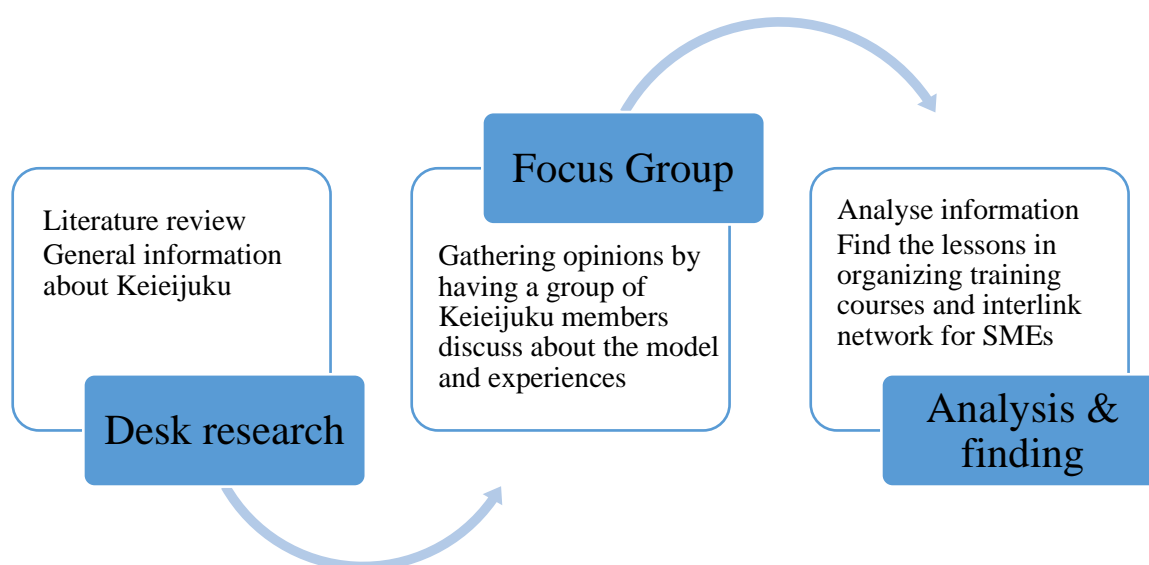 Literature review
General information
about Keieijuku
Desk research
Focus Group
Gathering opinions by
having a group of
Keieijuku members
discuss about the model
and experiences
Analyse information
Find the lessons in
organizing training
courses and interlink
network for SMEs
Analysis &
finding